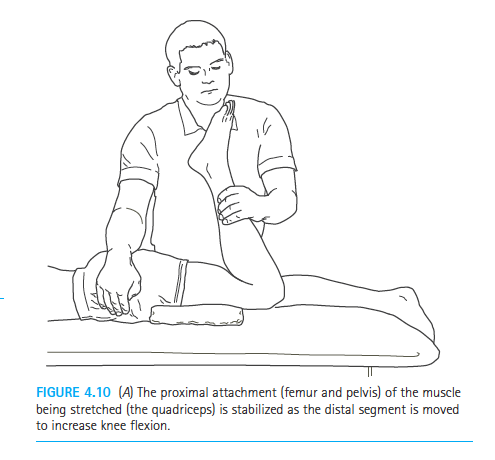 FIGURE 4.10 (A) The proximal attachment (femur and pelvis) of the muscle
being stretched (the quadriceps) is stabilized as the distal segment is moved
to increase knee flexion.